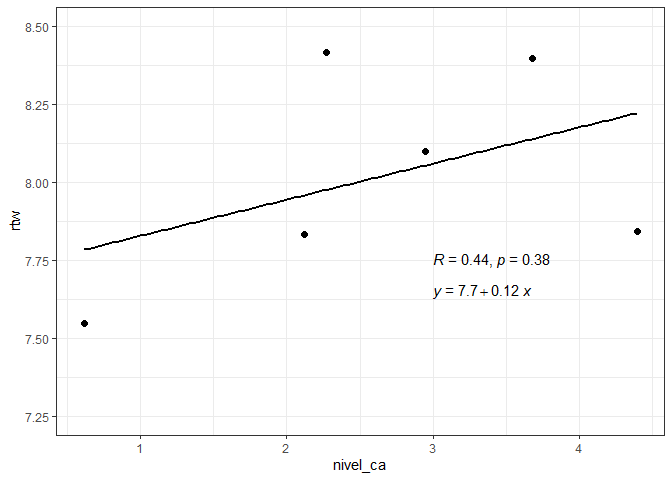 8.50
8.25
8.00
7.75
7.50
7.25
rtw
R = 0.44, p = 0.38
y = 7.7 + 0.12 x
1 2 3 4
nivel_ca